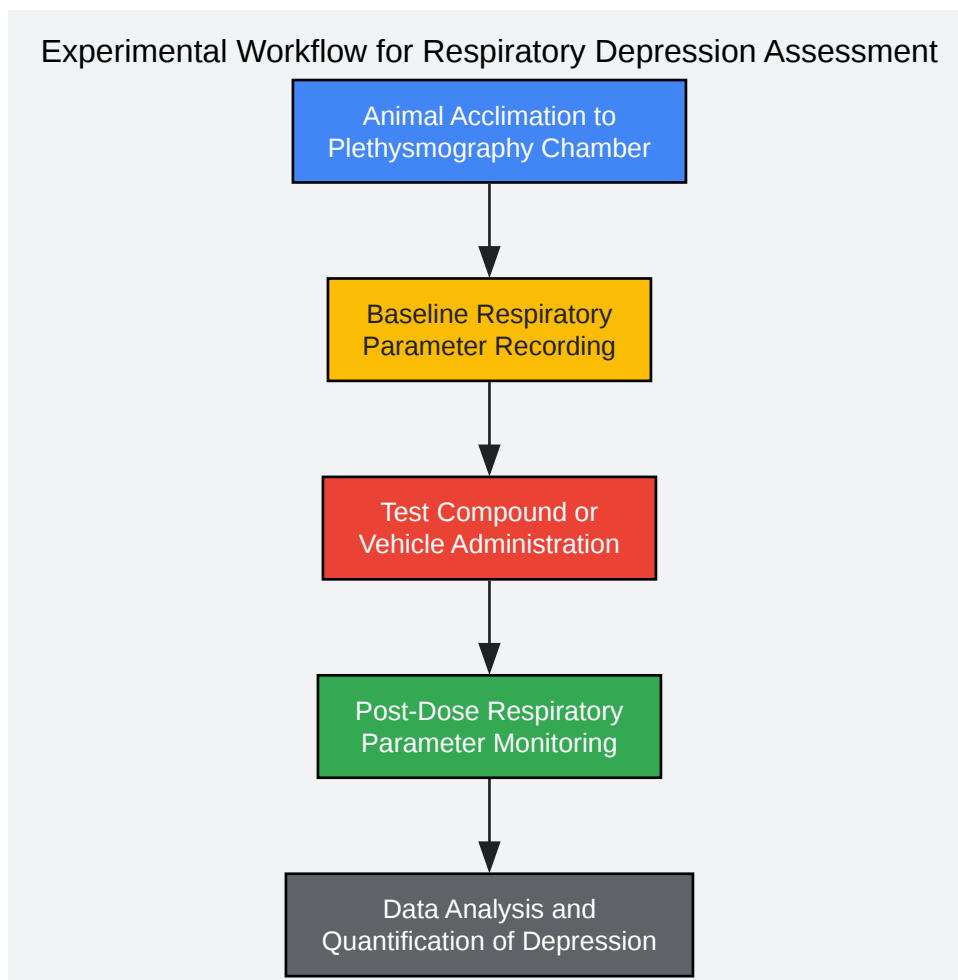 Experimental Workflow for Respiratory Depression Assessment
Animal Acclimation to
Plethysmography Chamber
Baseline Respiratory
Parameter Recording
Test Compound or
Vehicle Administration
Post-Dose Respiratory
Parameter Monitoring
Data Analysis and
Quantification of Depression